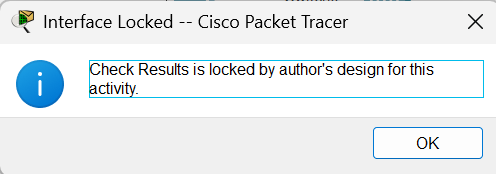 Interface Locked -- Cisco Packet Tracer
Check Results is locked by author's design for this
activity.
OK